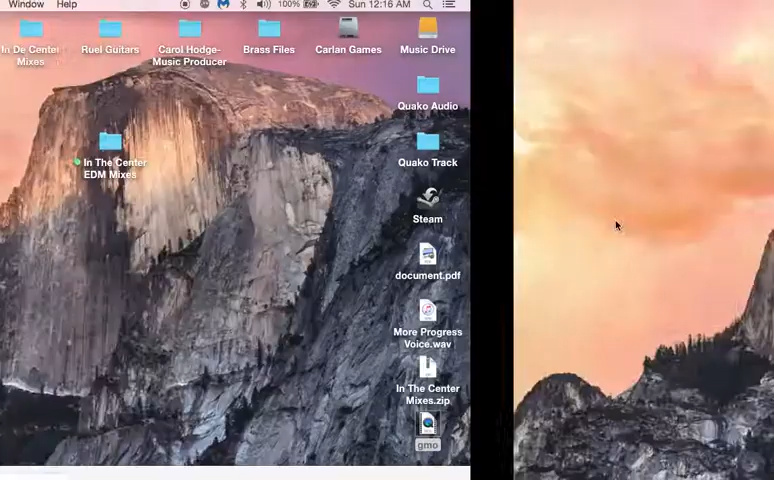 Window Help 100% Sun 12:16 AM
In De Center
Mixes
Ruel Guitars
Carol Hodge-
Music Producer
Brass Files
Carlan Games
Music Drive
Quako Audio
In The Center
EDM Mixes
Quako Track
Steam
document.pdf
More Progress
Voice.wav
In The Center
Mixes.zip
gmo